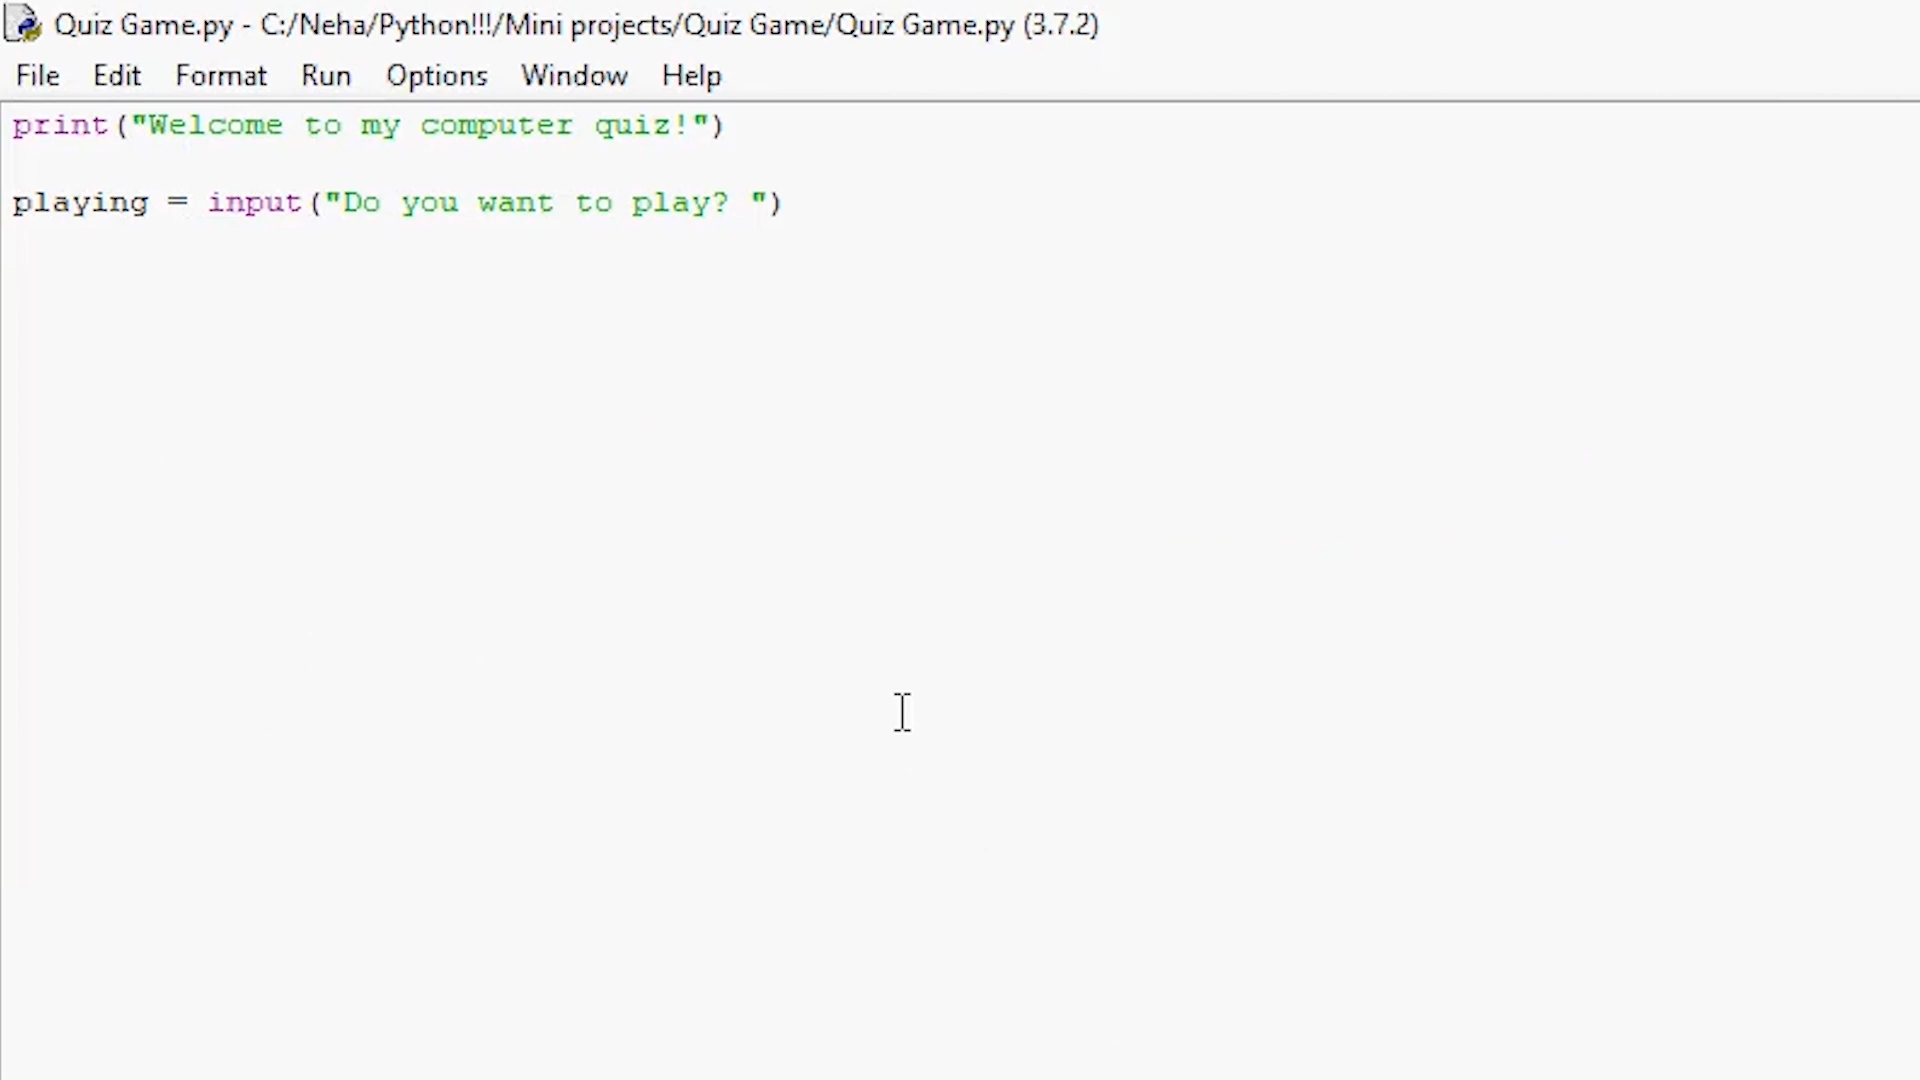 Quiz Game.py - C:/Neha/Python!!!/Mini projects/Quiz Game/Quiz Game.py (3.7.2)
File Edit Format Run Options Window Help
print("Welcome to my computer quiz!")
playing = input("Do you want to play? ")